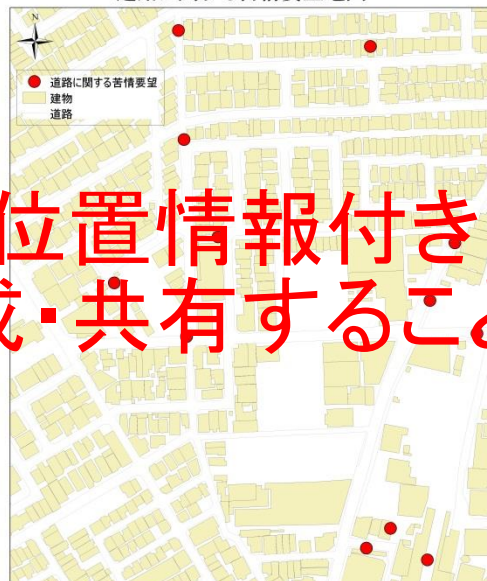 N
道路に関する苦情要望
建物
道路
位置情報付き
成・共有するこ